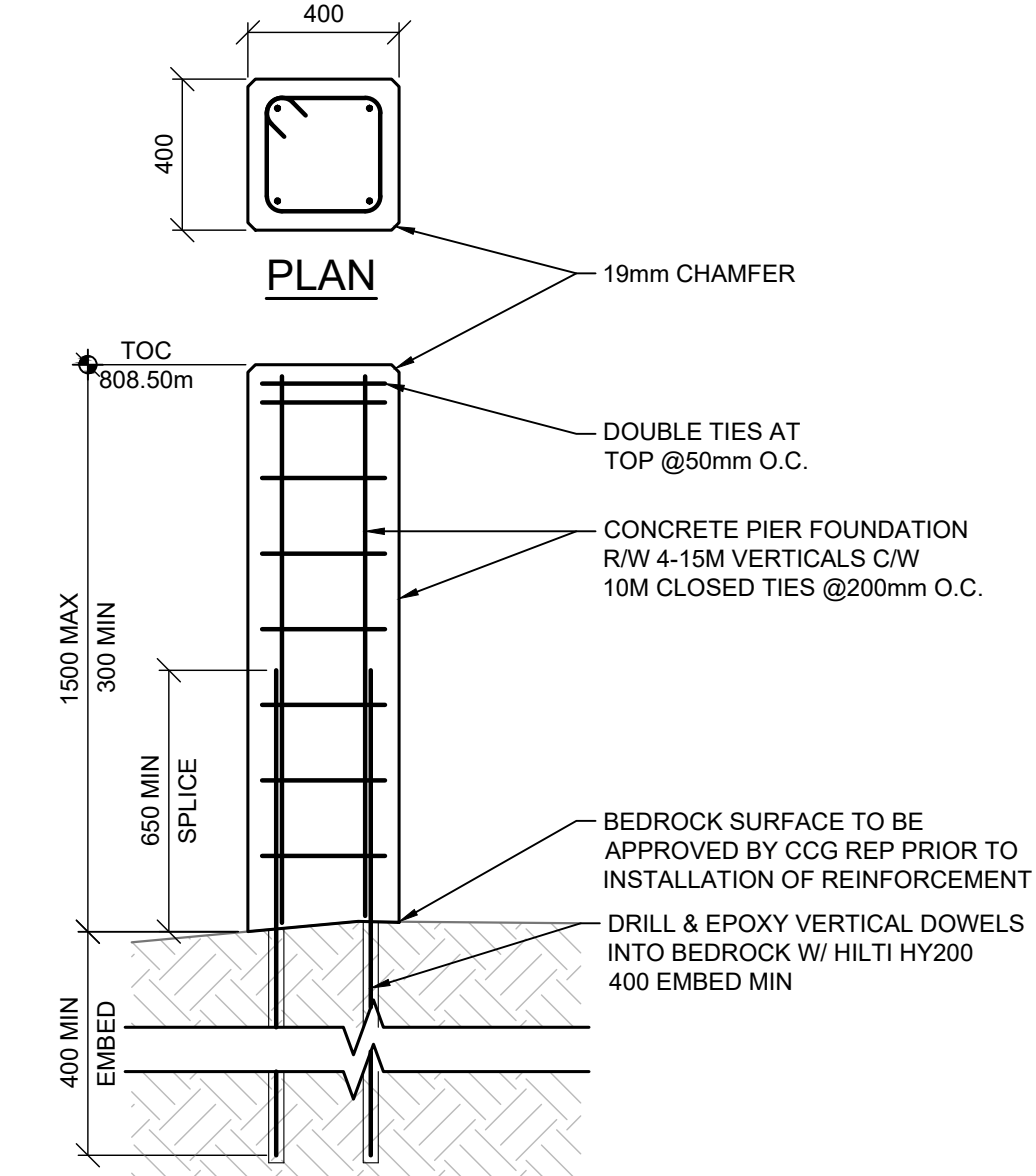 400
400
PLAN
19mm CHAMFER
TOC
808.50m
DOUBLE TIES AT
TOP @50mm O.C.
CONCRETE PIER FOUNDATION
R/W 4-15M VERTICALS C/W
10M CLOSED TIES @200mm O.C.
1500 MAX
300 MIN
650 MIN
SPLICE
BEDROCK SURFACE TO BE
APPROVED BY CCG REP PRIOR TO
INSTALLATION OF REINFORCEMENT
DRILL & EPOXY VERTICAL DOWELS
INTO BEDROCK W/ HILTI HY200
400 EMBED MIN
400 MIN
EMBED